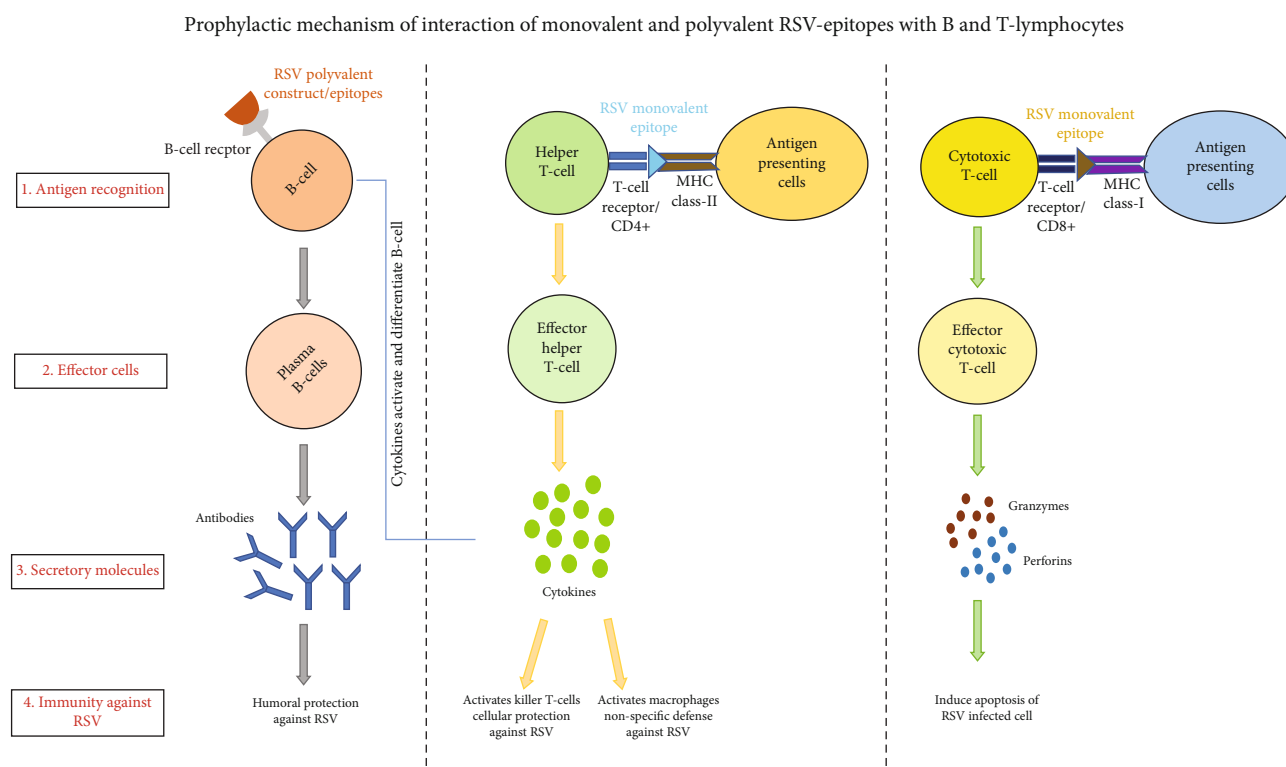 Prophylactic mechanism of interaction of monovalent and polyvalent RSV-epitopes with B and T-lymphocytes
RSV polyvalent
construct/epitopes
B-cell recptor
B-cell
1. Antigen recognition
Plasma
B-cells
2. Effector cells
Antibodies
3. Secretory molecules
4. Immunity against
RSV
Humoral protection
against RSV
Cytokines activate and differentiate B-cell
Helper
T-cell
RSV monovalent
epitope
T-cell
receptor/
CD4+
MHC
class-II
Antigen
presenting
cells
Effector
helper
T-cell
Cytokines
Activates killer T-cells
cellular protection
against RSV
Activates macrophages
non-specific defense
against RSV
Cytotoxic
T-cell
RSV monovalent
epitope
T-cell
receptor/
CD8+
MHC
class-I
Antigen
presenting
cells
Effector
cytotoxic
T-cell
Granzymes
Perforins
Induce apoptosis of
RSV infected cell